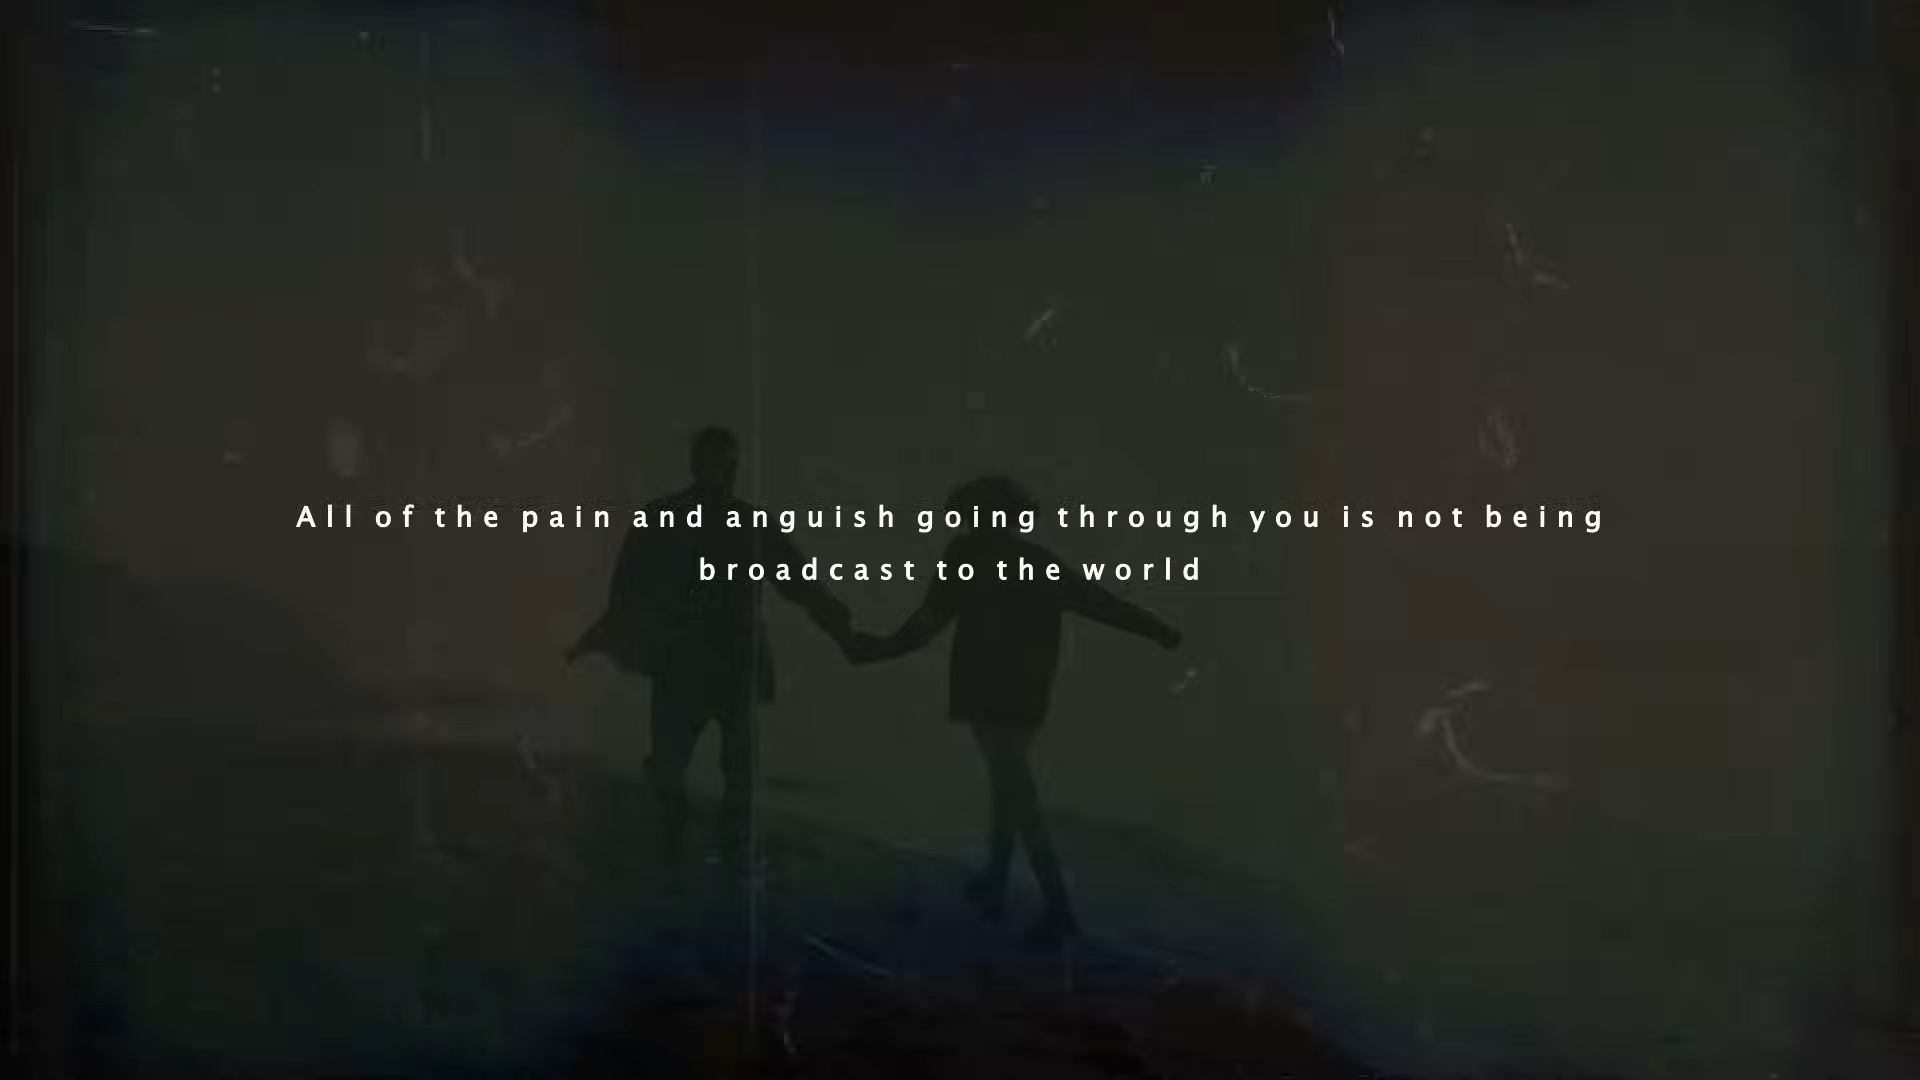 All of the pain and anguish going through you is not being
broadcast to the world